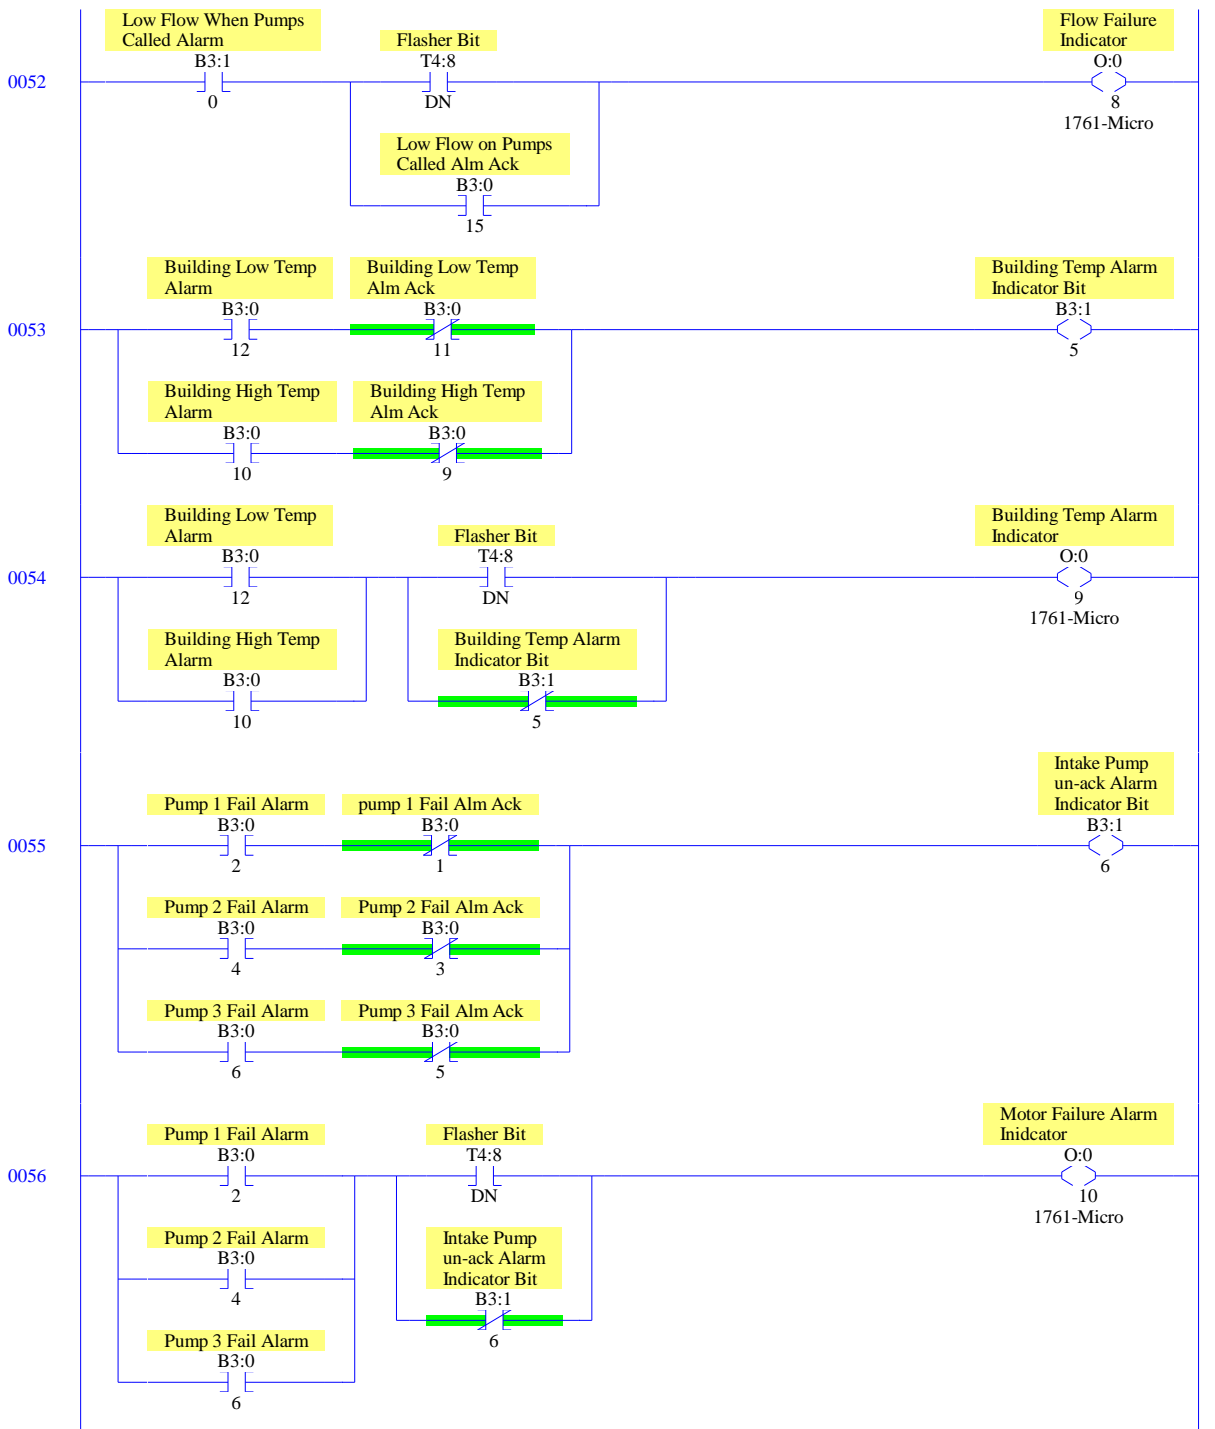 Low Flow When Pumps
Called Alarm
B3:1
0
Flasher Bit
T4:8
DN
Low Flow on Pumps
Called Alm Ack
B3:0
15
Flow Failure
Indicator
O:0
8
1761-Micro
0052
Building Low Temp
Alarm
B3:0
12
Building Low Temp
Alm Ack
B3:0
11
Building High Temp
Alarm
B3:0
10
Building High Temp
Alm Ack
B3:0
9
Building Temp Alarm
Indicator Bit
B3:1
5
0053
Building Low Temp
Alarm
B3:0
12
Building High Temp
Alarm
B3:0
10
Flasher Bit
T4:8
DN
Building Temp Alarm
Indicator Bit
B3:1
5
Building Temp Alarm
Indicator
O:0
9
1761-Micro
0054
Pump 1 Fail Alarm
B3:0
2
pump 1 Fail Alm Ack
B3:0
1
Pump 2 Fail Alarm
B3:0
4
Pump 2 Fail Alm Ack
B3:0
3
Pump 3 Fail Alarm
B3:0
6
Pump 3 Fail Alm Ack
B3:0
5
Intake Pump
un-ack Alarm
Indicator Bit
B3:1
6
0055
Pump 1 Fail Alarm
B3:0
2
Pump 2 Fail Alarm
B3:0
4
Pump 3 Fail Alarm
B3:0
6
Flasher Bit
T4:8
DN
Intake Pump
un-ack Alarm
Indicator Bit
B3:1
6
Motor Failure Alarm
Inidcator
O:0
10
1761-Micro
0056